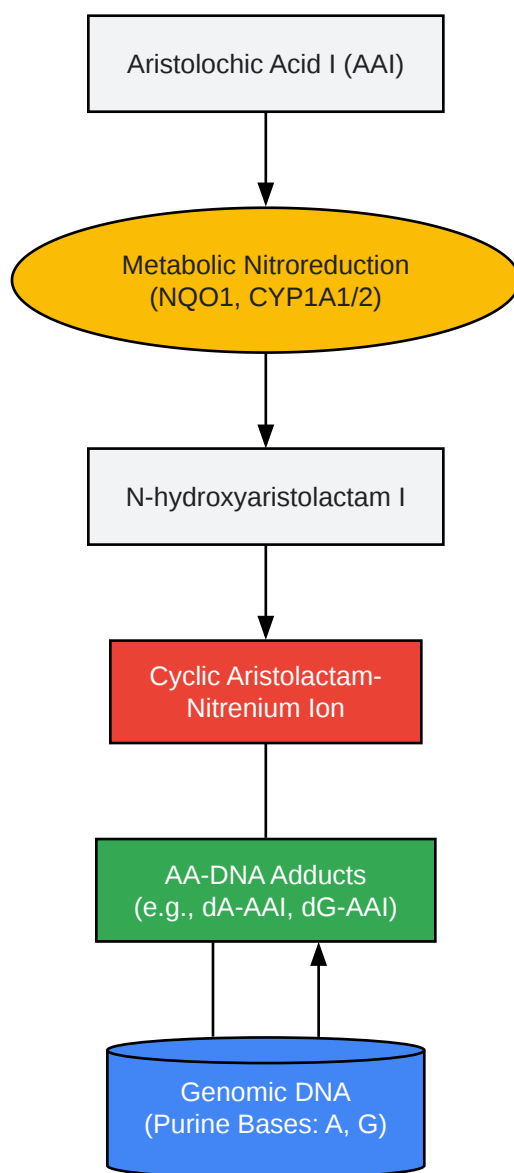 Aristolochic Acid I (AAI)
Metabolic Nitroreduction
(NQO1, CYP1A1/2)
N-hydroxyaristolactam I
Cyclic Aristolactam-
Nitrenium Ion
AA-DNA Adducts
(e.g., dA-AAI, dG-AAI)
Genomic DNA
(Purine Bases: A, G)